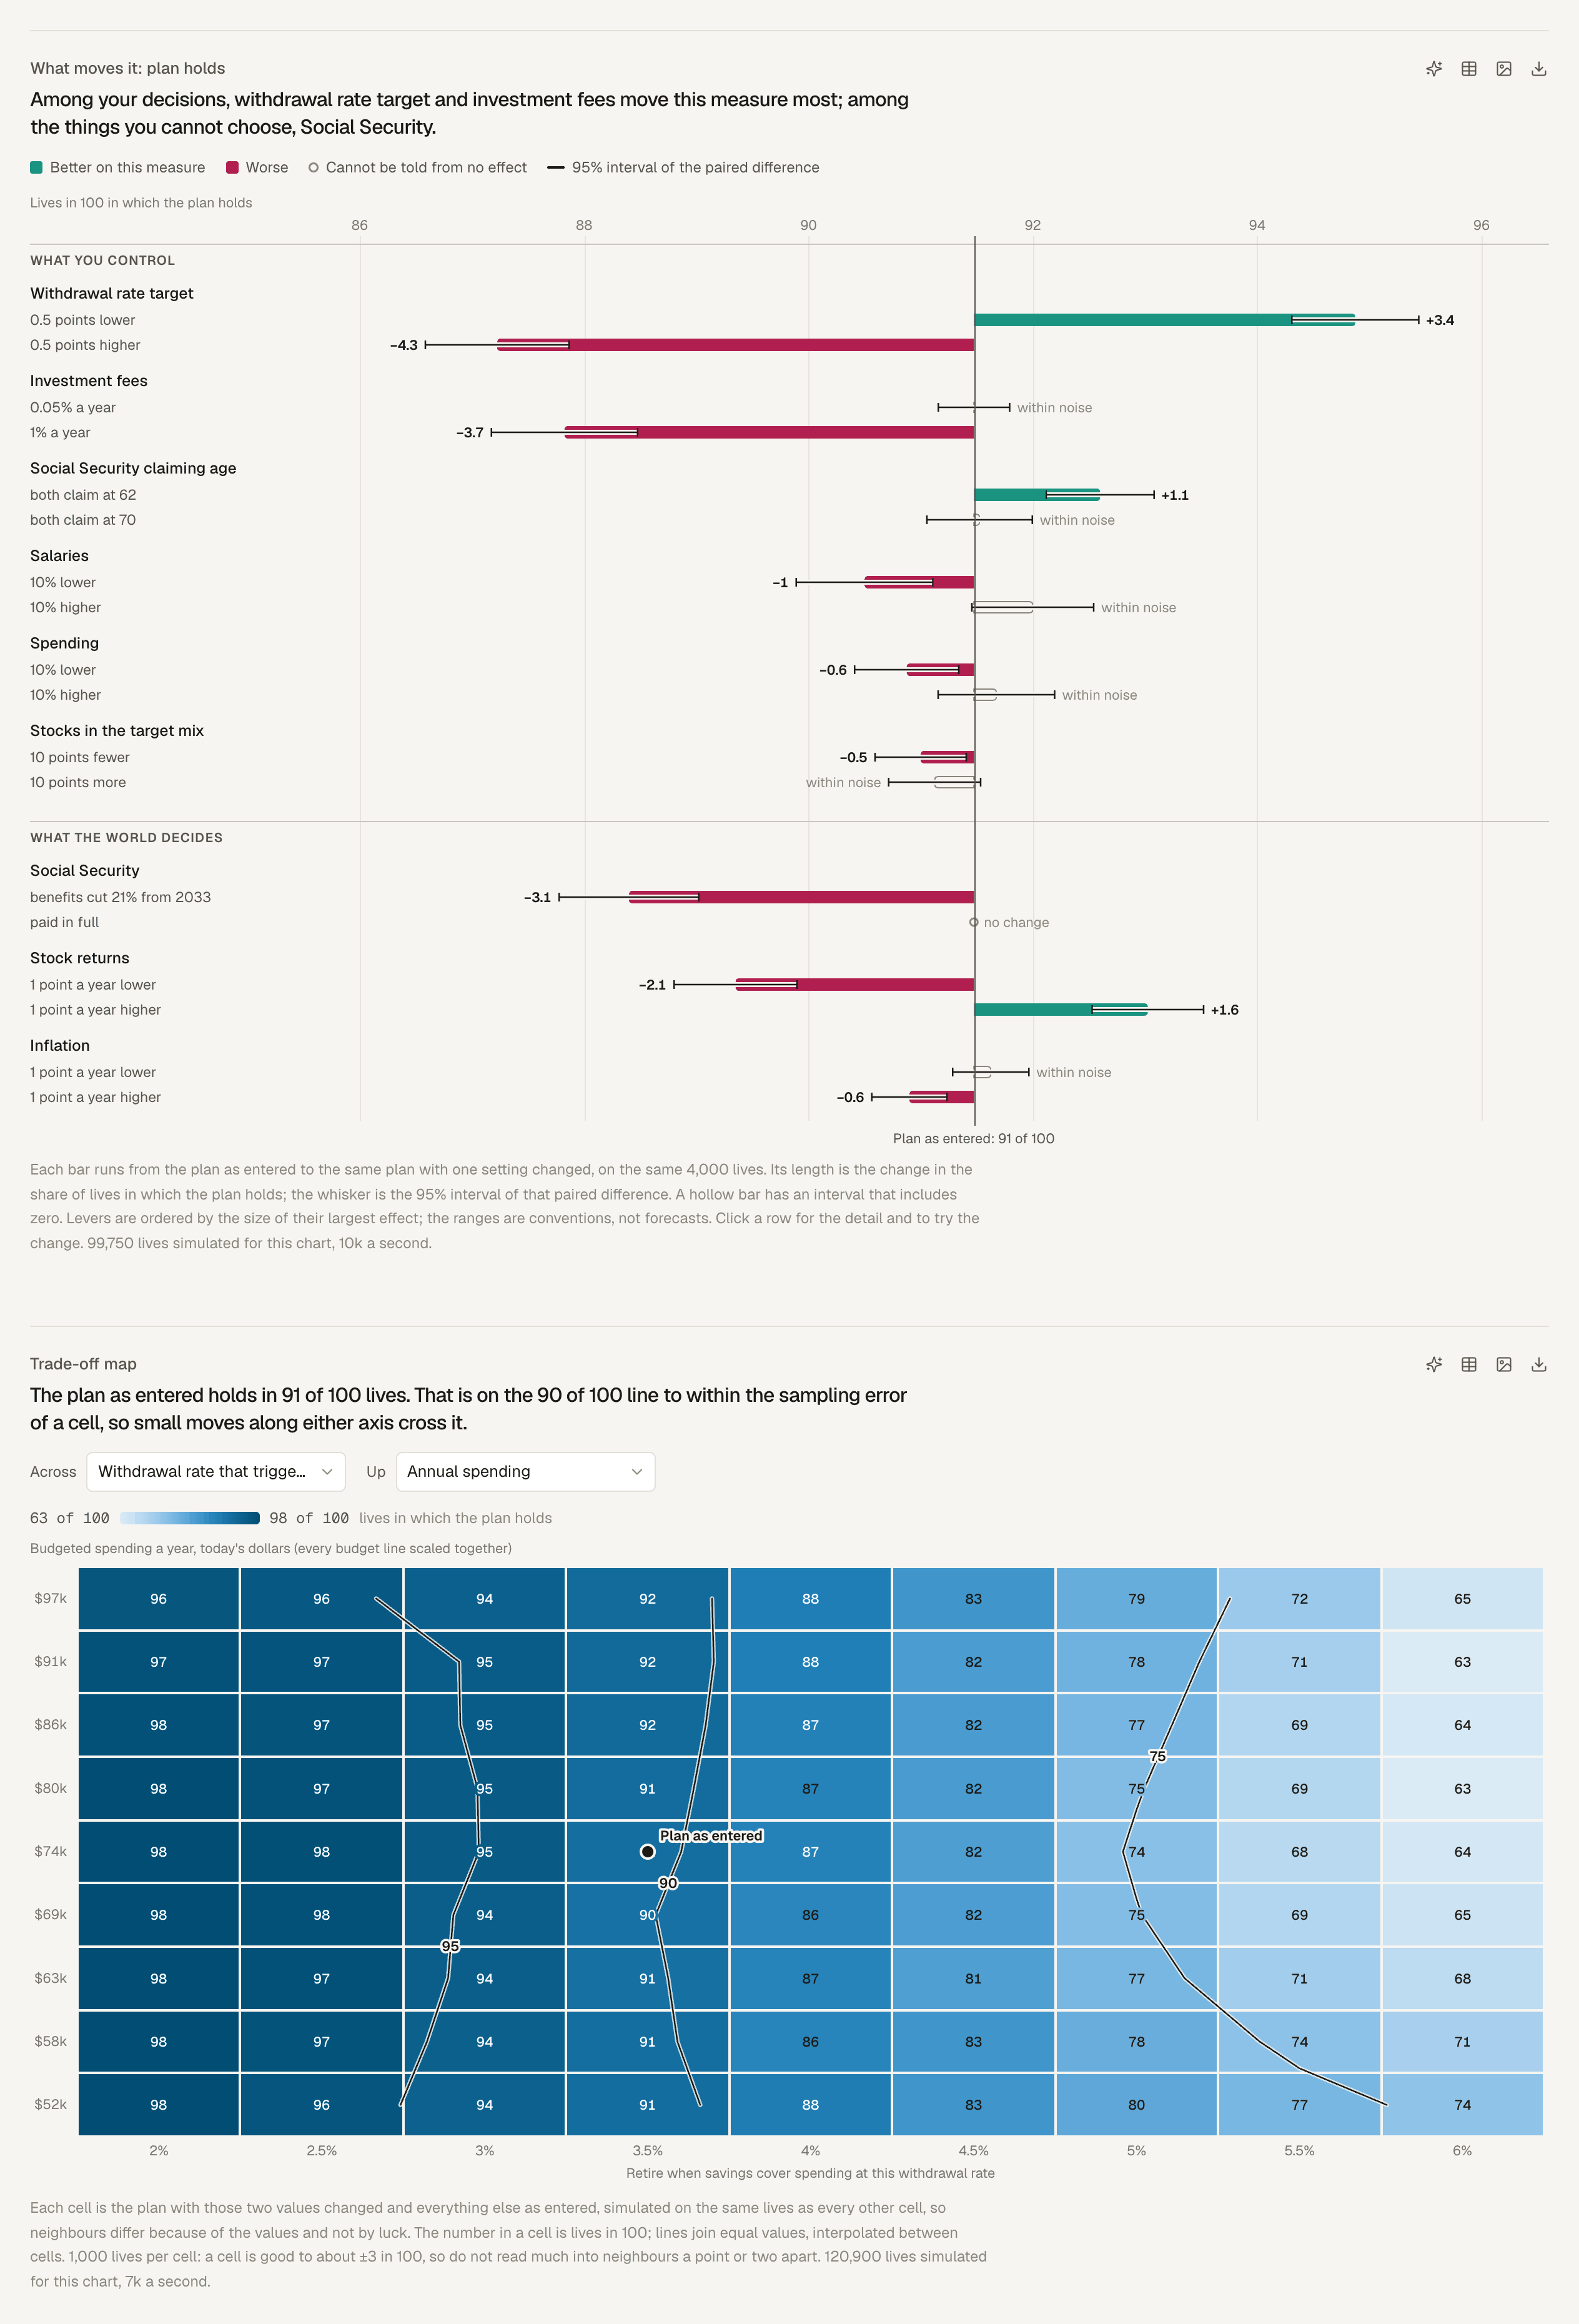 What moves it: plan holds
Among your decisions, withdrawal rate target and investment fees move this measure most; among
the things you cannot choose, Social Security.
Better on this measure Worse Cannot be told from no effect 95% interval of the paired difference
Lives in 100 in which the plan holds
86 88 90 92 94 96
WHAT YOU CONTROL
Withdrawal rate target
0.5 points lower +3.4
0.5 points higher −4.3
Investment fees
0.05% a year within noise
1% a year −3.7
Social Security claiming age
both claim at 62 +1.1
both claim at 70 within noise
Salaries
10% lower −1
10% higher within noise
Spending
10% lower −0.6
10% higher within noise
Stocks in the target mix
10 points fewer −0.5
10 points more within noise
WHAT THE WORLD DECIDES
Social Security
benefits cut 21% from 2033 −3.1
paid in full no change
Stock returns
1 point a year lower −2.1
1 point a year higher +1.6
Inflation
1 point a year lower within noise
1 point a year higher −0.6
Plan as entered: 91 of 100
Each bar runs from the plan as entered to the same plan with one setting changed, on the same 4,000 lives. Its length is the change in the
share of lives in which the plan holds; the whisker is the 95% interval of that paired difference. A hollow bar has an interval that includes
zero. Levers are ordered by the size of their largest effect; the ranges are conventions, not forecasts. Click a row for the detail and to try the
change. 99,750 lives simulated for this chart, 10k a second.
Trade-off map
The plan as entered holds in 91 of 100 lives. That is on the 90 of 100 line to within the sampling error
of a cell, so small moves along either axis cross it.
Across Withdrawal rate that trigge... Up Annual spending
63 of 100 98 of 100 lives in which the plan holds
Budgeted spending a year, today's dollars (every budget line scaled together)
$97k 96 96 94 92 88 83 79 72 65
$91k 97 97 95 92 88 82 78 71 63
$86k 98 97 95 92 87 82 77 69 64
75
$80k 98 97 95 91 87 82 75 69 63
Plan as entered
$74k 98 98 95 87 82 74 68 64
90
$69k 98 98 94 90 86 82 75 69 65
95
$63k 98 97 94 91 87 81 77 71 68
$58k 98 97 94 91 86 83 78 74 71
$52k 98 96 94 91 88 83 80 77 74
2% 2.5% 3% 3.5% 4% 4.5% 5% 5.5% 6%
Retire when savings cover spending at this withdrawal rate
Each cell is the plan with those two values changed and everything else as entered, simulated on the same lives as every other cell, so
neighbours differ because of the values and not by luck. The number in a cell is lives in 100; lines join equal values, interpolated between
cells. 1,000 lives per cell: a cell is good to about ±3 in 100, so do not read much into neighbours a point or two apart. 120,900 lives simulated
for this chart, 7k a second.